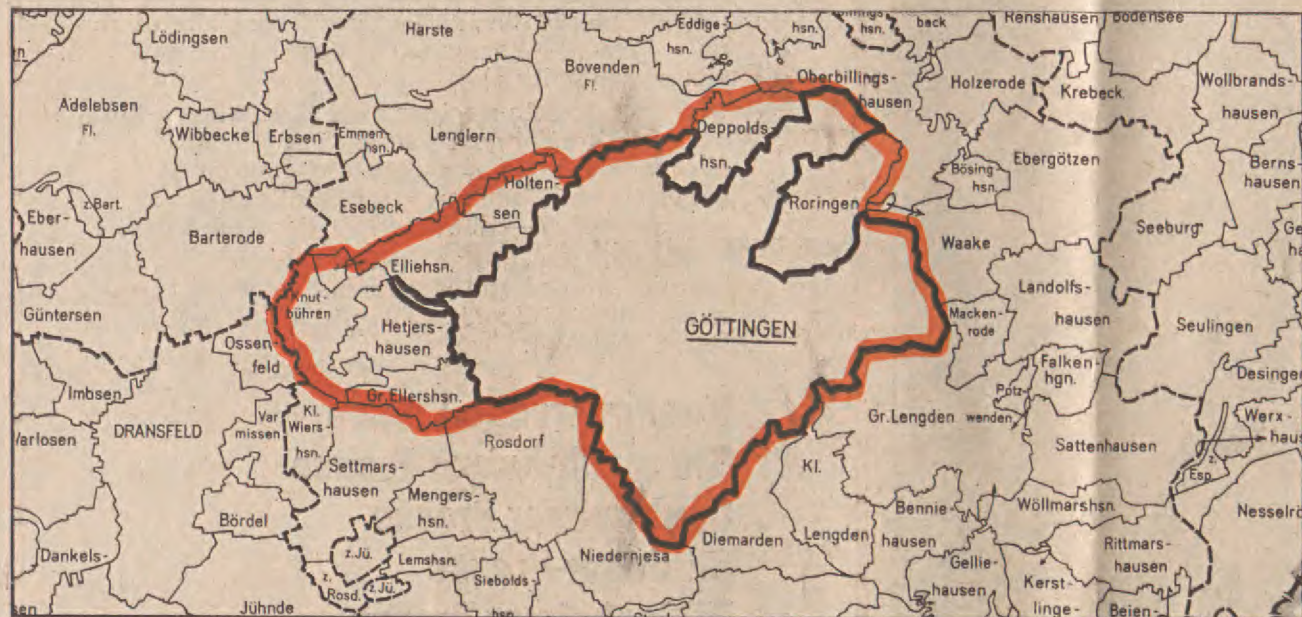 Lödingsen
Harste
Eddige-
hsn.
hsn.
hsn.
beck
Renshausen
Bodensee
Adelebsen
Fl.
Wibbecke
Erbsen
Emmen-
hsn.
Lenglern
Bovenden
Fl.
Oberbillings-
hausen
Holzerode
Krebeck
Wollbrands-
hausen
Deppolds-
hsn.
Ebergötzen
Berns-
hausen
Bösing
hsn.
Eber-
hausen
z.Bart.
Barterode
Esebeck
Holten-
sen
Roringen
Waake
Seeburg
Elliehsn.
Güntersen
Knut-
bühren
Hetjers-
hausen
GÖTTINGEN
Macken-
rode
Landolfs-
hausen
Seulingen
Ossen-
feld
Imbsen
Gr.Ellershsn.
Potz-
wenden
Falken-
hgn.
Desinger
Varlosen
DRANSFELD
Var
missen
Kl.
Wiers-
hsn.
Rosdorf
Gr.Lengden
Sattenhausen
Werx-
haus
z.
Esp.
Settmars-
hausen
Kl.
Lengden
Bördel
Mengers-
hsn.
Bennie-
hausen
Wöllmarshsn.
Nesselrö
Dankels-
z.Jü.
Lemshsn.
Niedernjesa
Diemarden
Rittmars-
hausen
z.
Rosd.
z.Jü.
Siebolds
hsn.
Gellie-
hausen
Kerst-
linge-
Jühnde
Beien-